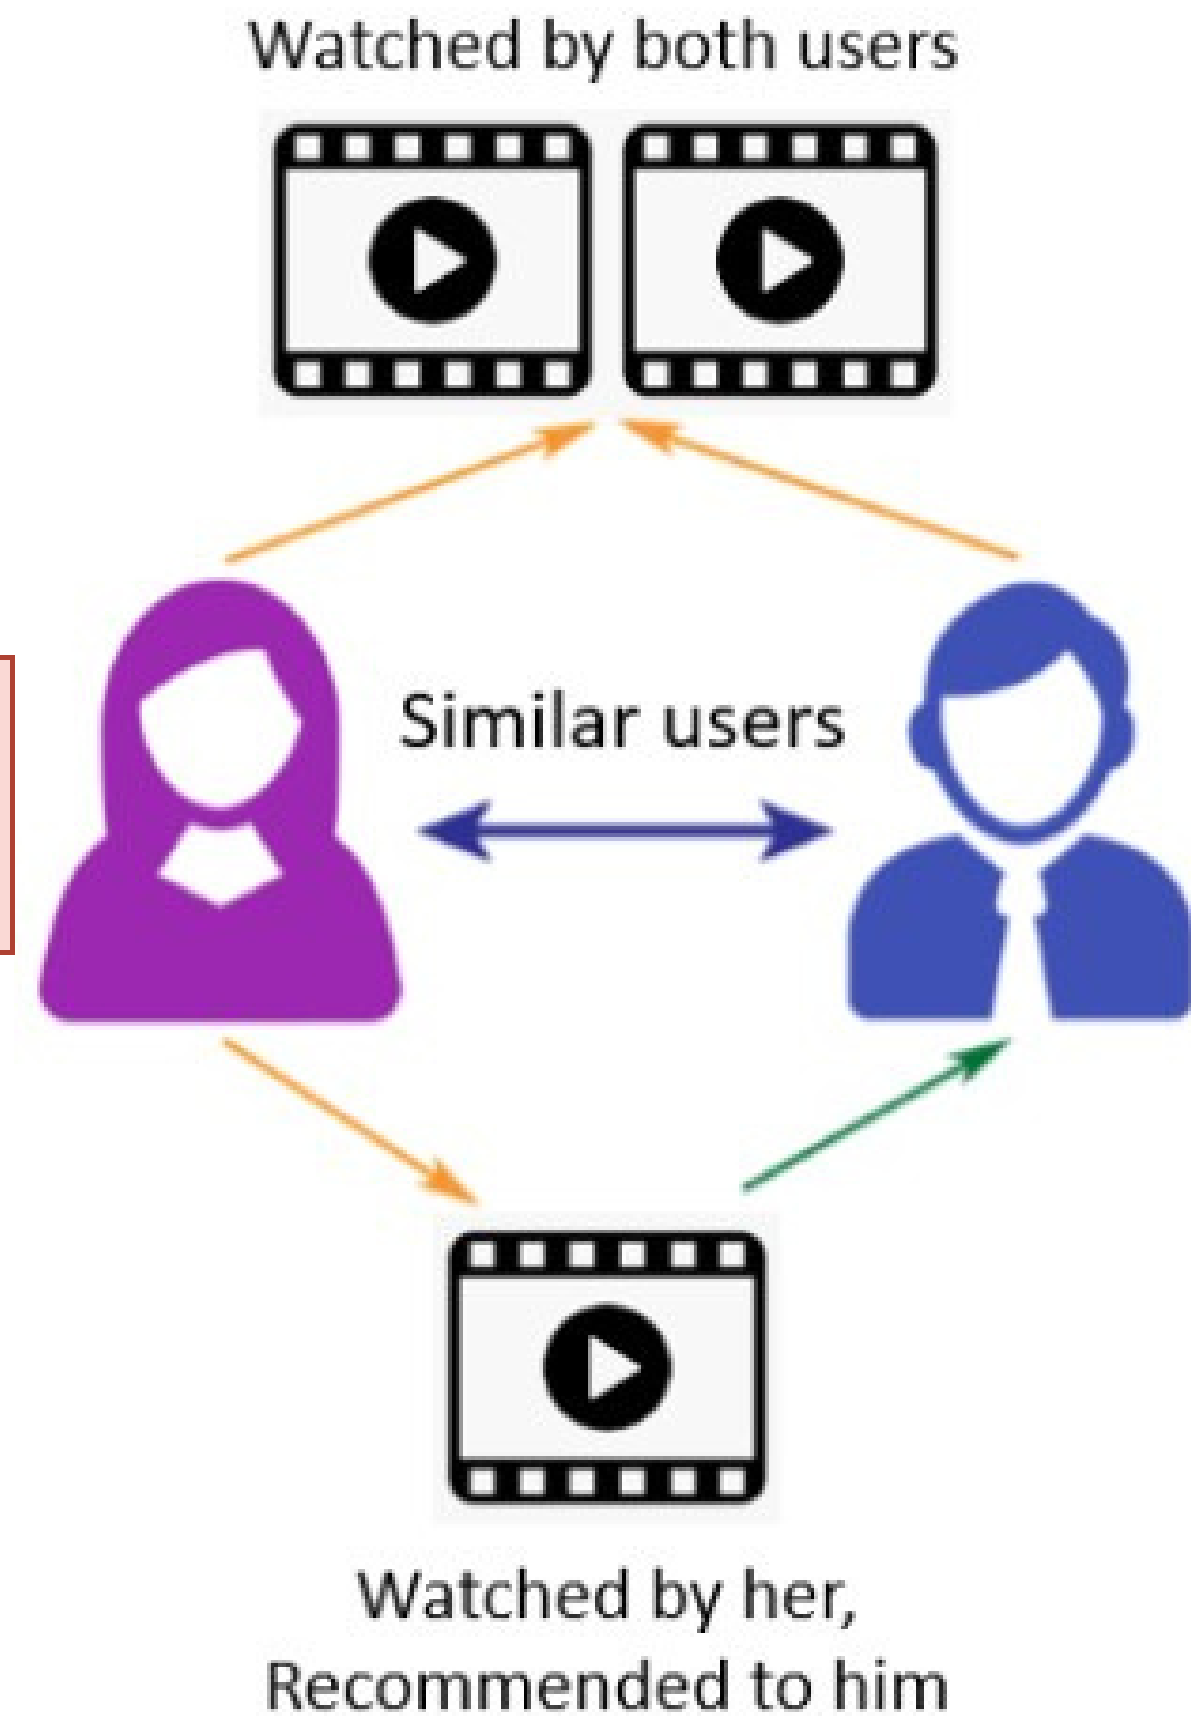 Watched by both users
Similar users
Watched by her,
Recommended to him